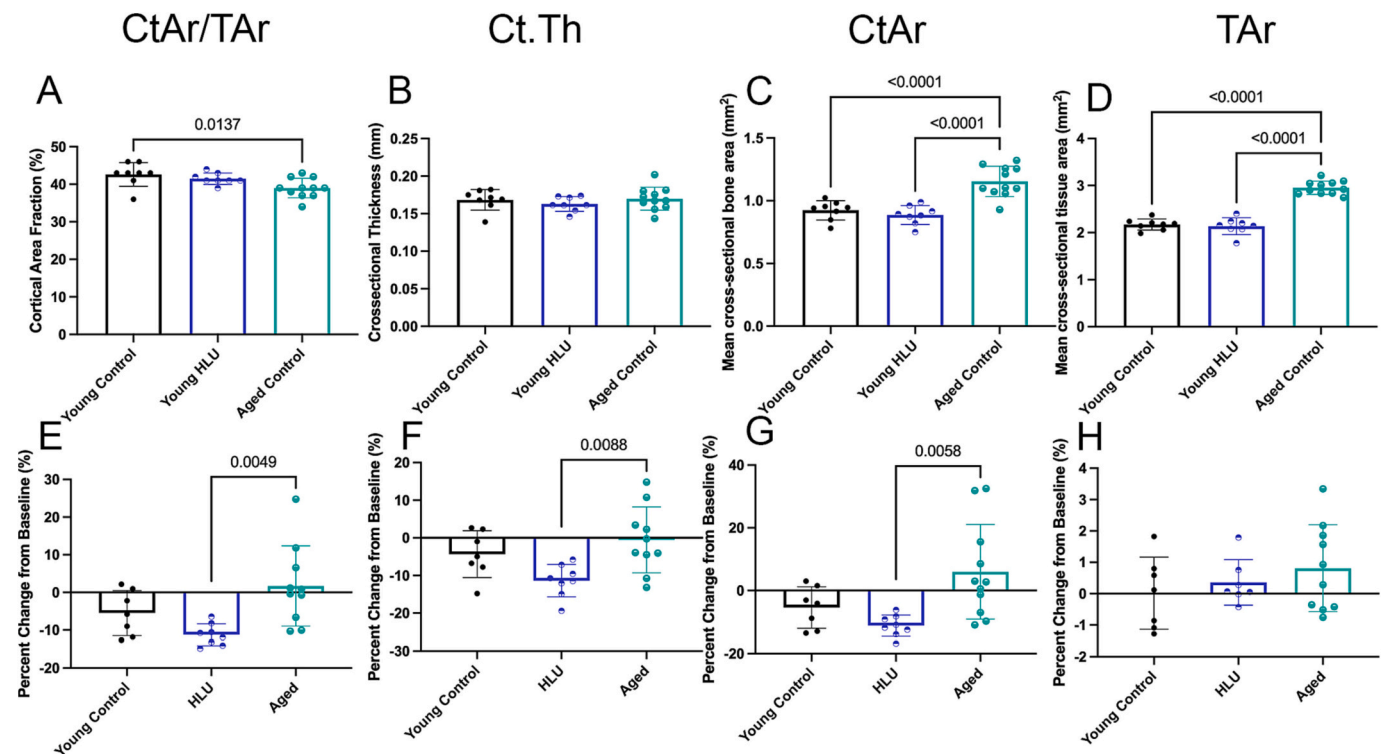 CtAr/TAr
Ct.Th
CtAr
TAr
A
0.0137
Cortical Area Fraction (%)
50
40
30
20
10
0
Young Control
Young HLU
Aged Control
B
Crossectional Thickness (mm)
0.25
0.20
0.15
0.10
0.05
0.00
Young Control
Young HLU
Aged Control
C
<0.0001
<0.0001
Mean cross-sectional bone area (mm²)
1.5
1.0
0.5
0.0
Young Control
Young HLU
Aged Control
D
<0.0001
<0.0001
Mean cross-sectional tissue area (mm²)
4
3
2
1
0
Young Control
Young HLU
Aged Control
E
0.0049
Percent Change from Baseline (%)
30
20
10
0
-10
-20
Young Control
HLU
Aged
F
0.0088
Percent Change from Baseline (%)
20
10
0
-10
-20
-30
Young Control
HLU
Aged
G
0.0058
Percent Change from Baseline (%)
40
20
0
-20
Young Control
HLU
Aged
H
Percent Change from Baseline (%)
4
3
2
1
0
-1
-2
Young Control
HLU
Aged